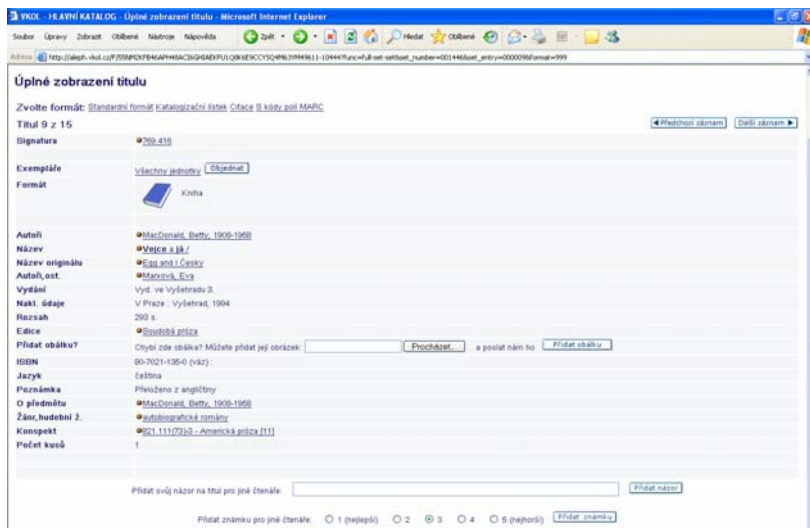 VKOL - HLAVNÍ KATALOG - Úplné zobrazení titulu - Microsoft Internet Explorer
Soubor Úpravy Zobrazit Oblíbené Nástroje Nápověda Zpět Hledat Oblíbené
Adresa
Úplné zobrazení titulu
Zvolte formát: Standardní formát Katalogizační lístek Citace S kódy polí MARC
Titul 9 z 15 Předchozí záznam Další záznam
Signatura 769.416
Exempláře Všechny jednotky Objednat
Formát Kniha
Autoři MacDonald, Betty, 1908-1958
Název Vejce a já /
Název originálu Egg and I Česky
Autoři,ost. Marxová, Eva
Vydání Vyd. ve Vyšehradu 3.
Nakl. údaje V Praze : Vyšehrad, 1994
Rozsah 293 s.
Edice Soudobá próza
Přidat obálku? Chybí zde obálka? Můžete přidat její obrázek: Procházet... a poslat nám ho Přidat obálku
ISBN 80-7021-135-0 (váz) :
Jazyk čeština
Poznámka Přeloženo z angličtiny
O předmětu MacDonald, Betty, 1908-1958
Žánr,hudební ž. autobiografické romány
Konspekt 821.111(73)-3 - Americká próza [11]
Počet kusů 1
Přidat svůj názor na titul pro jiné čtenáře: Přidat názor
Přidat známku pro jiné čtenáře: 1 (nejlepší) 2 3 4 5 (nejhorší) Přidat známku